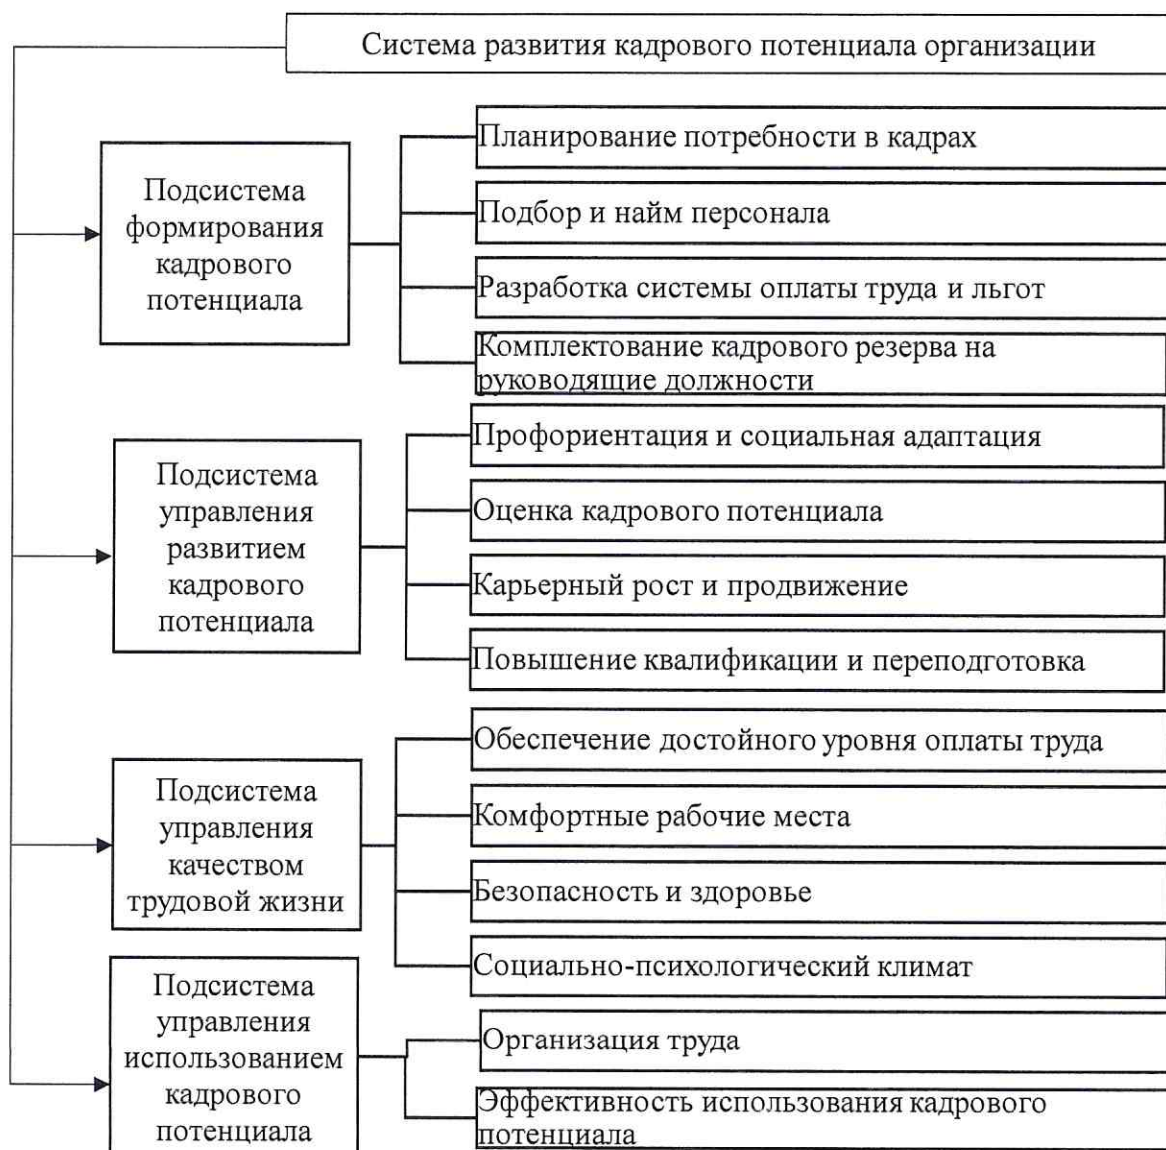 Система развития кадрового потенциала организации
Подсистема
формирования
кадрового
потенциала
Планирование потребности в кадрах
Подбор и найм персонала
Разработка системы оплаты труда и льгот
Комплектование кадрового резерва на
руководящие должности
Подсистема
управления
развитием
кадрового
потенциала
Профориентация и социальная адаптация
Оценка кадрового потенциала
Карьерный рост и продвижение
Повышение квалификации и переподготовка
Подсистема
управления
качеством
трудовой жизни
Обеспечение достойного уровня оплаты труда
Комфортные рабочие места
Безопасность и здоровье
Социально-психологический климат
Подсистема
управления
использованием
кадрового
потенциала
Организация труда
Эффективность использования кадрового
потенциала